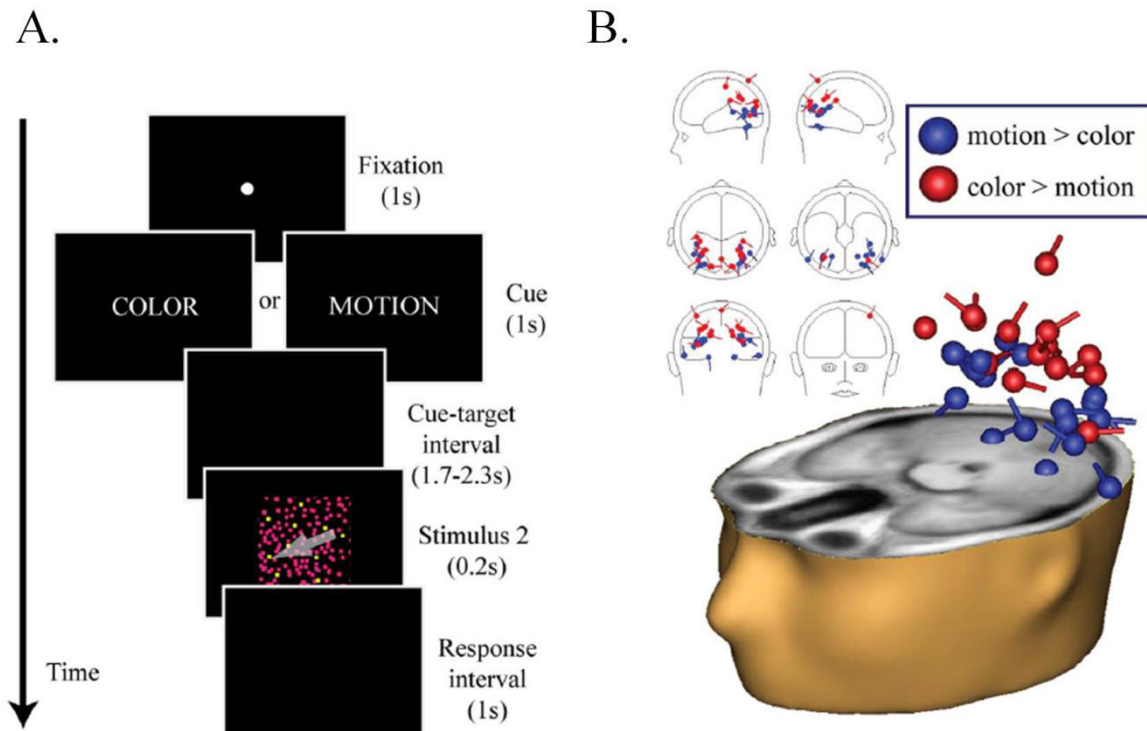 A.
Fixation
(1s)
COLOR
or
MOTION
Cue
(1s)
Cue-target
interval
(1.7-2.3s)
Stimulus 2
(0.2s)
Response
interval
(1s)
Time
B.
motion > color
color > motion